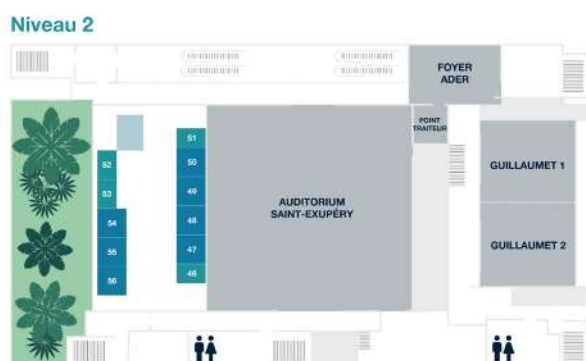 Niveau 2
FOYER
ADER
POINT
TRAITEUR
51
50
49
48
47
46
52
53
54
55
56
AUDITORIUM
SAINT-EXUPÉRY
GUILLAUMET 1
GUILLAUMET 2